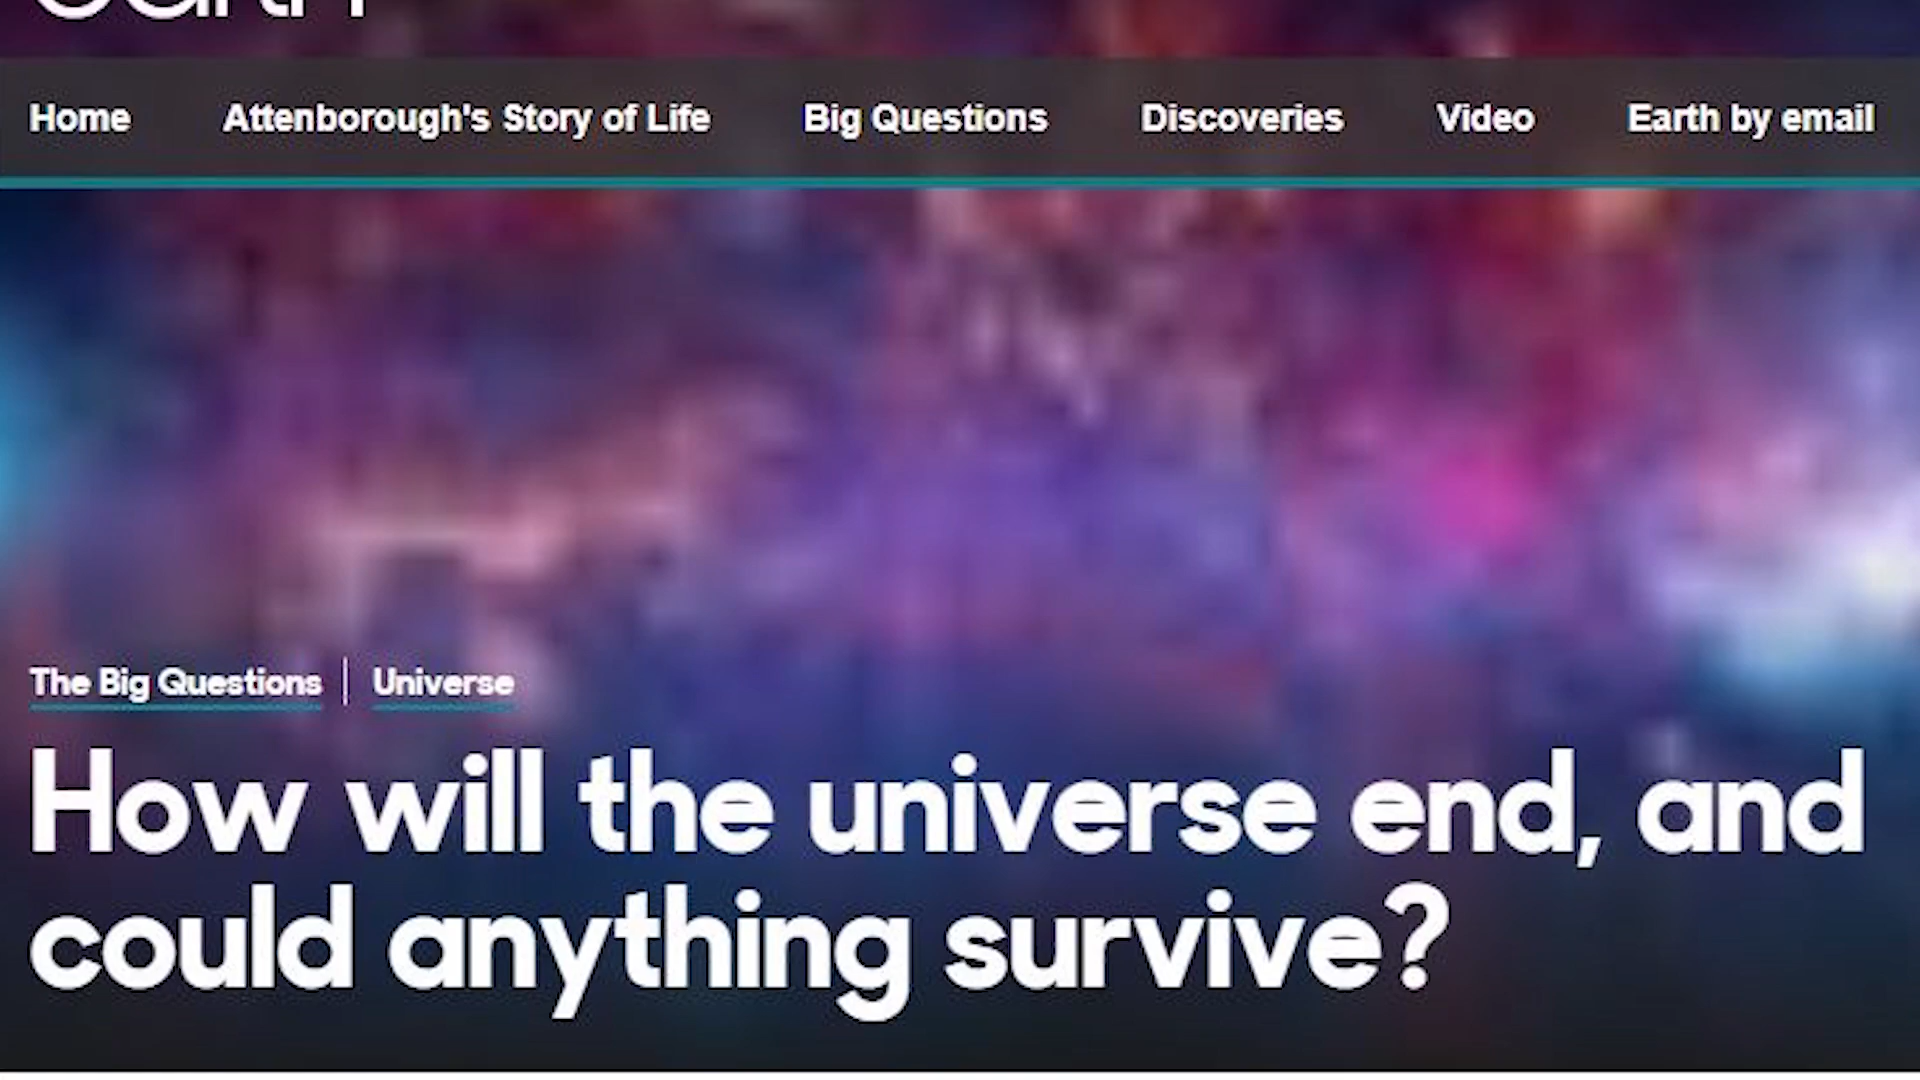 Home Attenborough's Story of Life Big Questions Discoveries Video Earth by email
The Big Questions | Universe
How will the universe end, and
could anything survive?